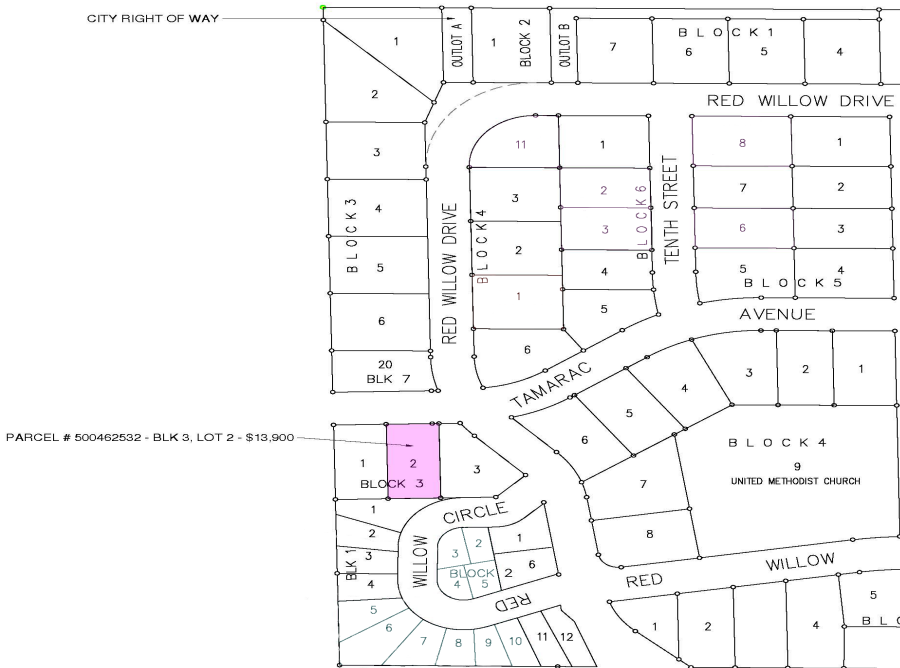 CITY RIGHT OF WAY
1
OUTLOT A
1
BLOCK 2
OUTLOT B
7
BLOCK 1
6
5
4
2
RED WILLOW DRIVE
3
4
BLOCK 3
5
6
20
BLK 7
RED WILLOW DRIVE
11
3
BLOCK 4
2
1
6
1
2
3
BLOCK 6
4
5
TENTH STREET
8
1
7
2
6
3
5
4
BLOCK 5
TAMARAC
AVENUE
6
5
4
3
2
1
BLOCK 4
9
UNITED METHODIST CHURCH
7
8
PARCEL # 500462532 - BLK 3, LOT 2 - $13,900
1
2
3
BLOCK 3
WILLOW
CIRCLE
RED
1
2
3
BLK 1
4
5
6
7
8
9
10
11
12
3
2
1
BLOCK 2
4
5
6
RED
WILLOW
1
2
4
5
BLO